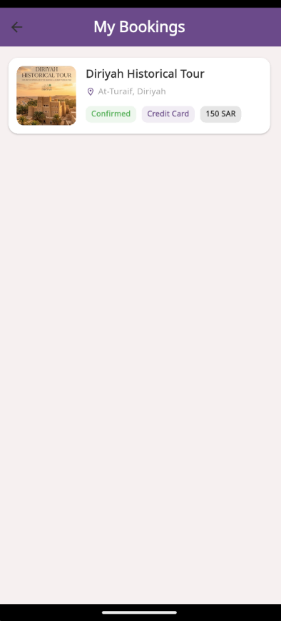 My Bookings
DIRIYAH
HISTORICAL TOUR
Diriyah Historical Tour
At-Turaif, Diriyah
Confirmed
Credit Card
150 SAR